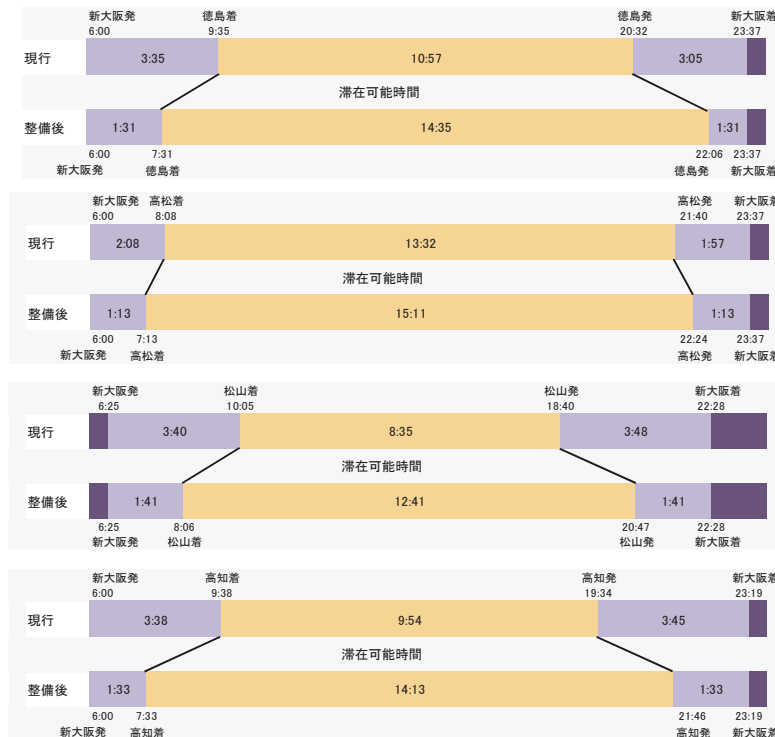 新大阪発 徳島着 徳島発 新大阪着
6:00 9:35 20:32 23:37
現行 3:35 10:57 3:05
滞在可能時間
整備後 1:31 14:35 1:31
6:00 7:31 22:06 23:37
新大阪発 徳島着 徳島発 新大阪着
新大阪発 高松着 高松発 新大阪着
6:00 8:08 21:40 23:37
現行 2:08 13:32 1:57
滞在可能時間
整備後 1:13 15:11 1:13
6:00 7:13 22:24 23:37
新大阪発 高松着 高松発 新大阪着
新大阪発 松山着 松山発 新大阪着
6:25 10:05 18:40 22:28
現行 3:40 8:35 3:48
滞在可能時間
整備後 1:41 12:41 1:41
6:25 8:06 20:47 22:28
新大阪発 松山着 松山発 新大阪着
新大阪発 高知着 高知発 新大阪着
6:00 9:38 19:34 23:19
現行 3:38 9:54 3:45
滞在可能時間
整備後 1:33 14:13 1:33
6:00 7:33 21:46 23:19
新大阪発 高知着 高知発 新大阪着